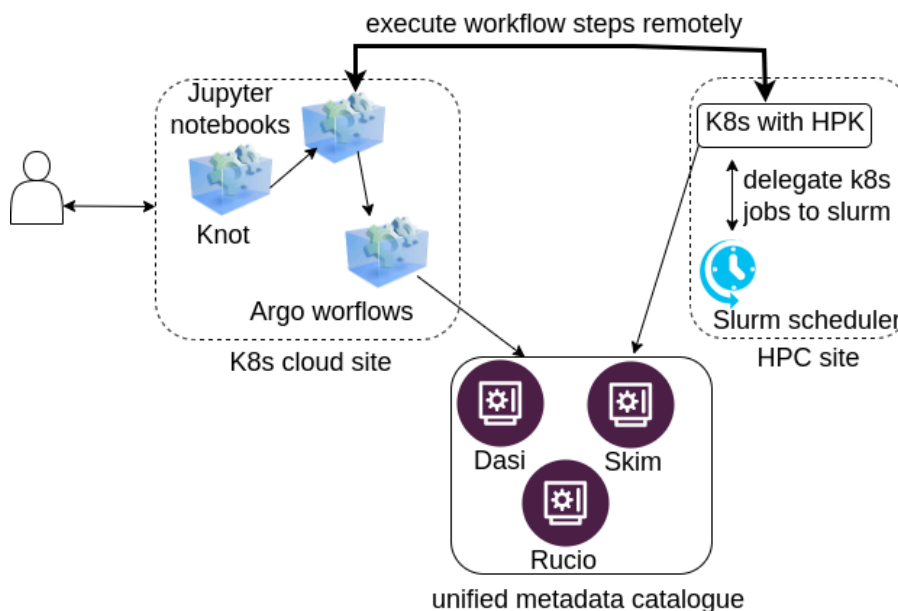 execute workflow steps remotely
Jupyter
notebooks
Knot
Argo worflows
K8s cloud site
K8s with HPK
delegate k8s
jobs to slurm
Slurm scheduler
HPC site
Dasi
Skim
Rucio
unified metadata catalogue